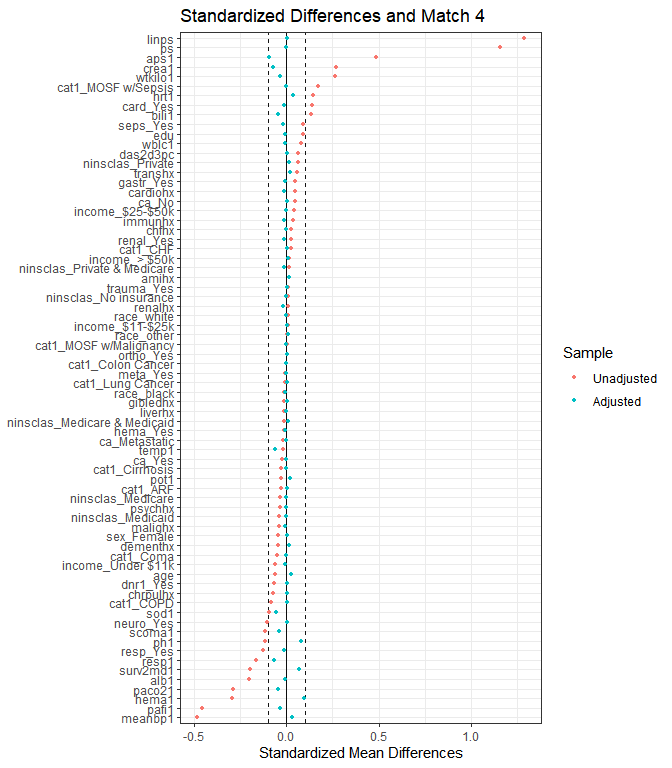 Standardized Differences and Match 4
linps
ps
aps1
crea1
wtkilo1
cat1_MOSF w/Sepsis
hrt1
card_Yes
bili1
seps_Yes
edu
wblc1
das2d3pc
ninsclas_Private
transhx
gastr_Yes
cardiohx
ca_No
income_$25-$50k
immunhx
chfhx
renal_Yes
cat1_CHF
income_> $50k
ninsclas_Private & Medicare
amihx
trauma_Yes
ninsclas_No insurance
renalhx
race_white
income_$11-$25k
race_other
cat1_MOSF w/Malignancy
ortho_Yes
cat1_Colon Cancer
meta_Yes
cat1_Lung Cancer
race_black
gibledhx
liverhx
ninsclas_Medicare & Medicaid
hema_Yes
ca_Metastatic
temp1
ca_Yes
cat1_Cirrhosis
pot1
cat1_ARF
ninsclas_Medicare
psychhx
ninsclas_Medicaid
malighx
sex_Female
dementhx
cat1_Coma
income_Under $11k
age
dnr1_Yes
chrpulhx
cat1_COPD
sod1
neuro_Yes
scoma1
ph1
resp_Yes
resp1
surv2md1
alb1
paco21
hema1
pafi1
meanbp1
-0.5 0.0 0.5 1.0
Standardized Mean Differences
Sample
Unadjusted
Adjusted